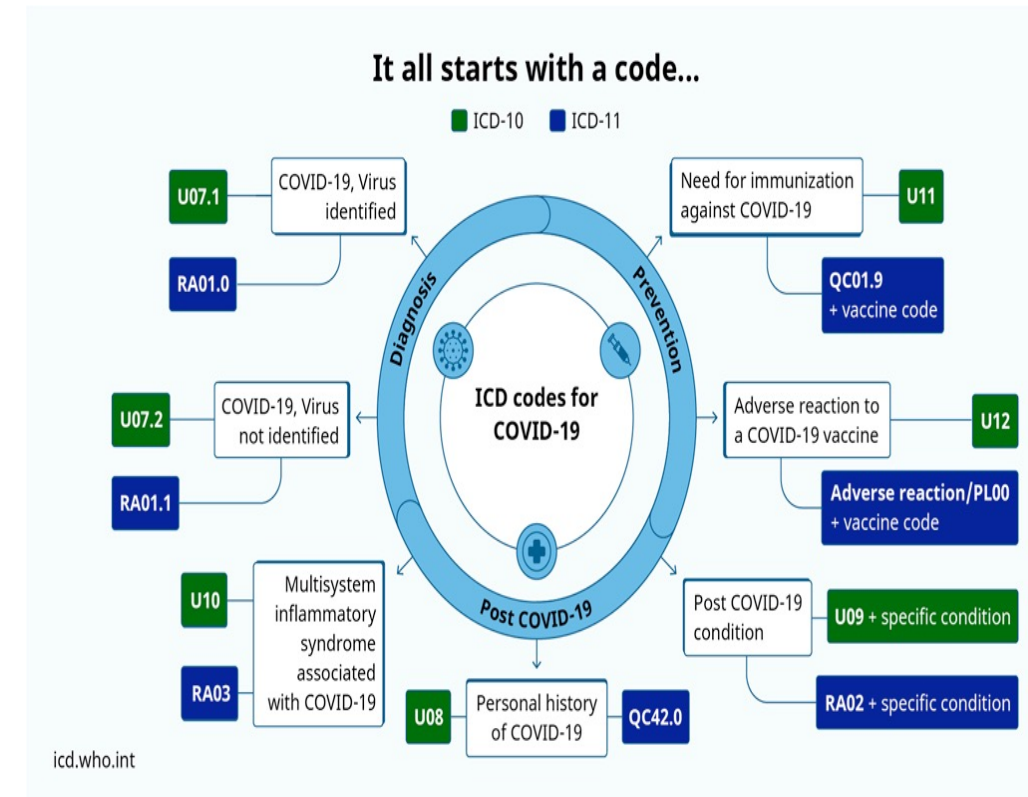 It all starts with a code...
ICD-10
ICD-11
U07.1
COVID-19, Virus
identified
RA01.0
Need for immunization
against COVID-19
U11
QC01.9
+ vaccine code
Diagnosis
Prevention
ICD codes for
COVID-19
U07.2
COVID-19, Virus
not identified
RA01.1
Adverse reaction to
a COVID-19 vaccine
U12
Adverse reaction/PL00
+ vaccine code
U10
Multisystem
inflammatory
syndrome
associated
with COVID-19
RA03
Post COVID-19
Post COVID-19
condition
U09 + specific condition
RA02 + specific condition
U08
Personal history
of COVID-19
QC42.0
icd.who.int